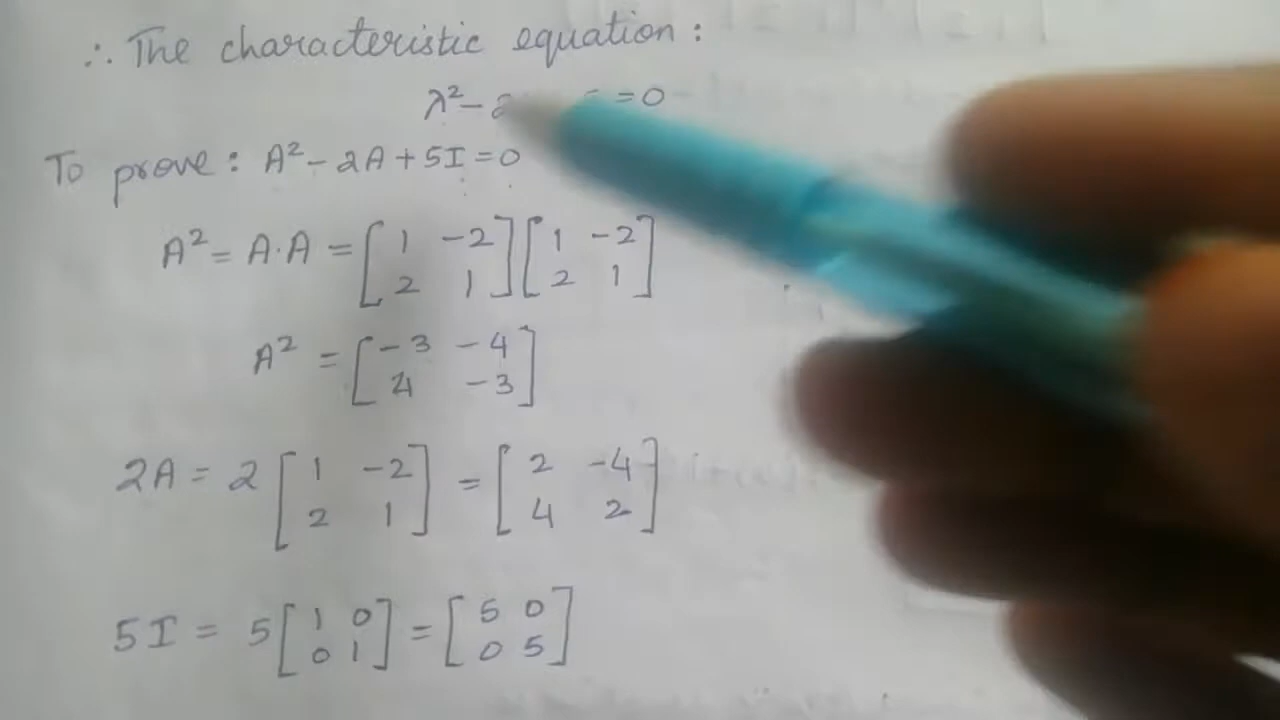 ∴ The characteristic equation :
λ² - = 0
To prove : A² - 2A + 5I = 0
A² = A·A = [1 -2] [1 -2]
[2 1] [2 1]
A² = [-3 -4]
[4 -3]
2A = 2 [1 -2] = [2 -4]
[2 1] [4 2]
5I = 5 [1 0] = [5 0]
[0 1] [0 5]